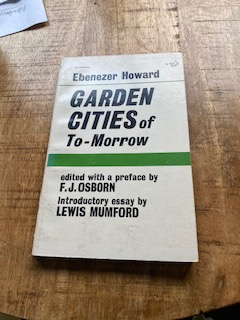 Ebenezer Howard
GARDEN
CITIES of
To-Morrow
edited with a preface by
F.J. OSBORN
Introductory essay by
LEWIS MUMFORD